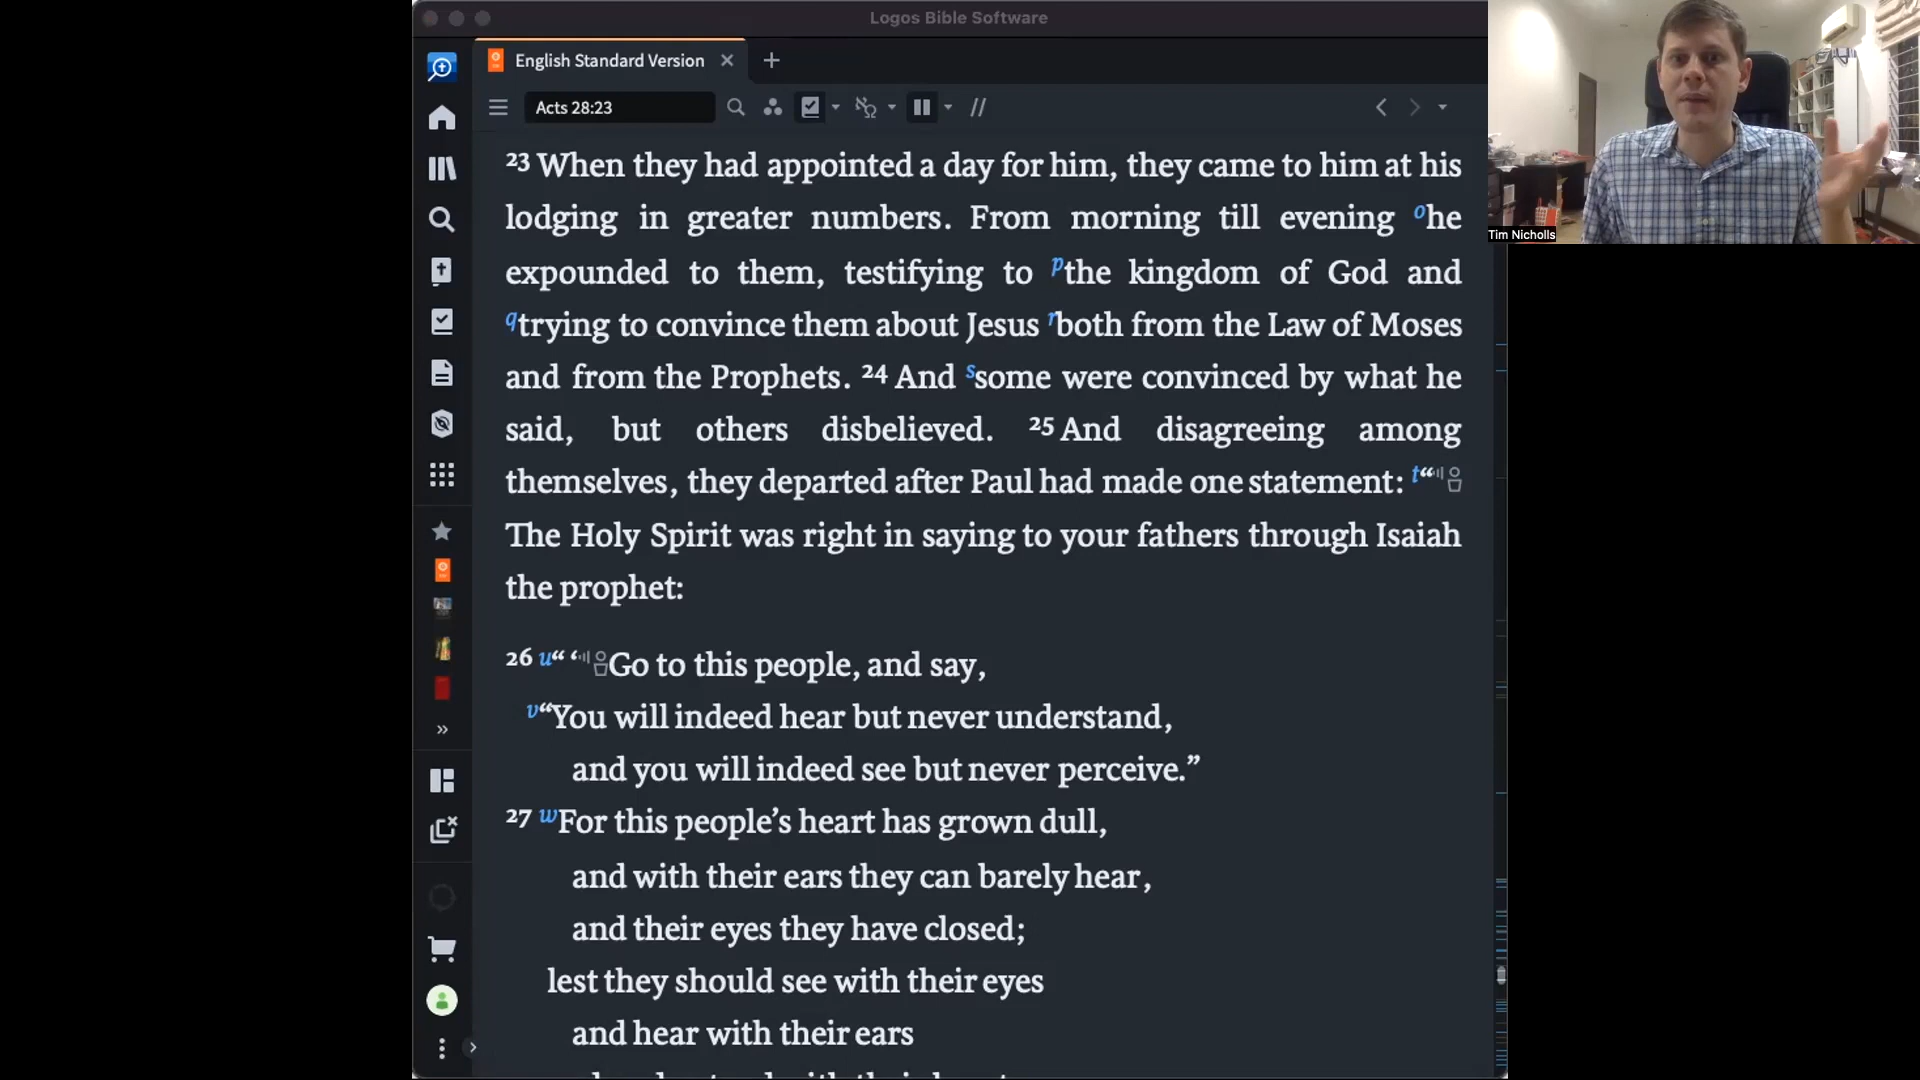 Logos Bible Software
English Standard Version
Acts 28:23
Tim Nicholls
23 When they had appointed a day for him, they came to him at his
lodging in greater numbers. From morning till evening o he
expounded to them, testifying to p the kingdom of God and
q trying to convince them about Jesus r both from the Law of Moses
and from the Prophets. 24 And s some were convinced by what he
said, but others disbelieved. 25 And disagreeing among
themselves, they departed after Paul had made one statement: t “
The Holy Spirit was right in saying to your fathers through Isaiah
the prophet:
26 u “ ‘Go to this people, and say,
v “You will indeed hear but never understand,
and you will indeed see but never perceive.”
27 w For this people’s heart has grown dull,
and with their ears they can barely hear,
and their eyes they have closed;
lest they should see with their eyes
and hear with their ears